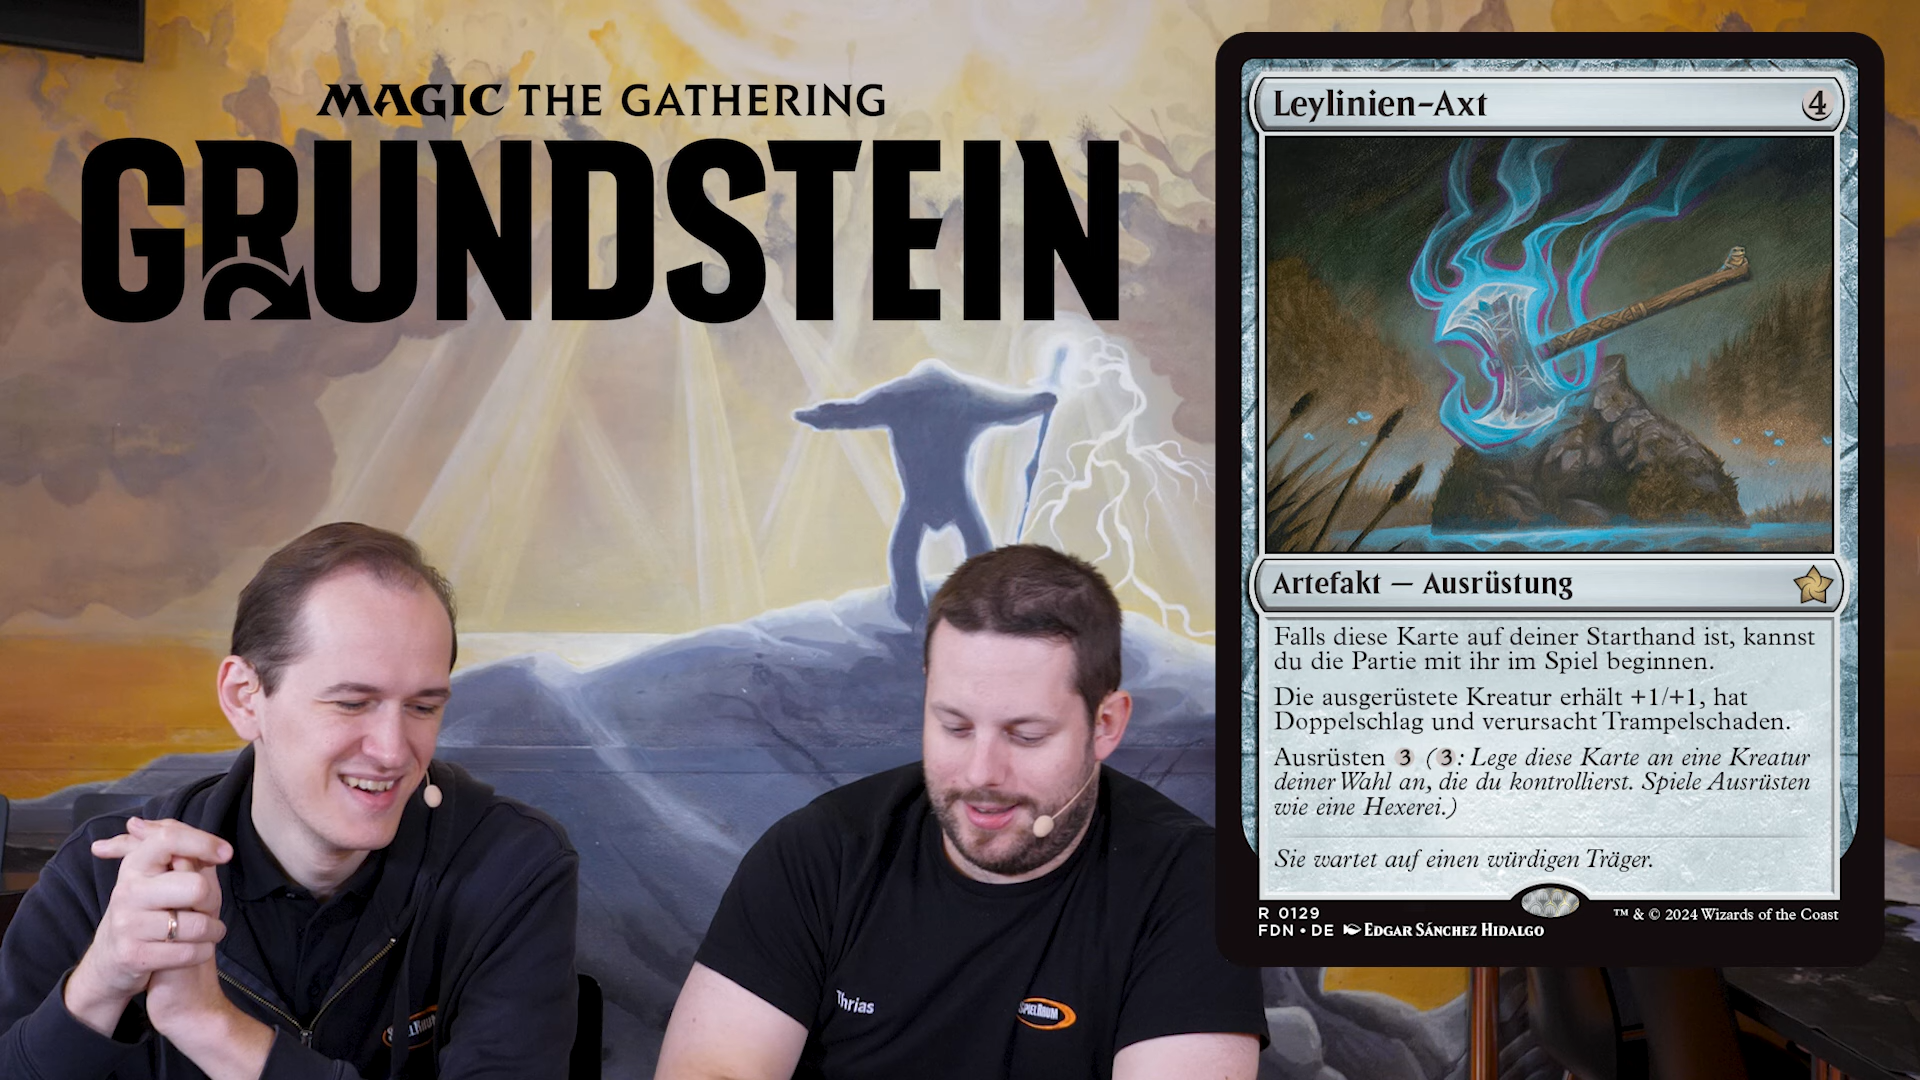 MAGIC THE GATHERING
GRUNDSTEIN
Leylinien-Axt 4
Artefakt — Ausrüstung
Falls diese Karte auf deiner Starthand ist, kannst
du die Partie mit ihr im Spiel beginnen.
Die ausgerüstete Kreatur erhält +1/+1, hat
Doppelschlag und verursacht Trampelschaden.
Ausrüsten 3 (3: Lege diese Karte an eine Kreatur
deiner Wahl an, die du kontrollierst. Spiele Ausrüsten
wie eine Hexerei.)
Sie wartet auf einen würdigen Träger.
R 0129
FDN • DE EDGAR SÁNCHEZ HIDALGO
™ & © 2024 Wizards of the Coast
Thrias
SPIELRAUM